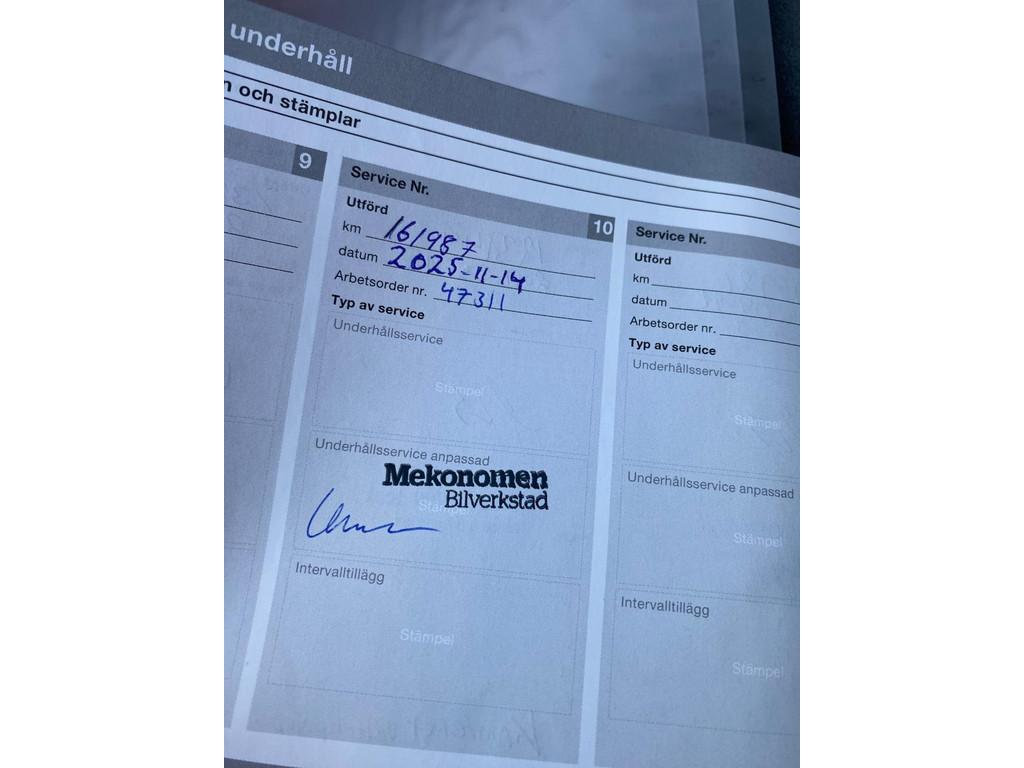 underhåll
och stämplar
9
Service Nr. 10
Utförd
km 161987
datum 2025-11-14
Arbetsorder nr. 47311
Typ av service
Underhållsservice
Stämpel
Underhållsservice anpassad
Mekonomen
Bilverkstad
Intervalltillägg
Stämpel
Service Nr.
Utförd
km
datum
Arbetsorder nr.
Typ av service
Underhållsservice
Stämpel
Underhållsservice anpassad
Stämpel
Intervalltillägg
Stämpel